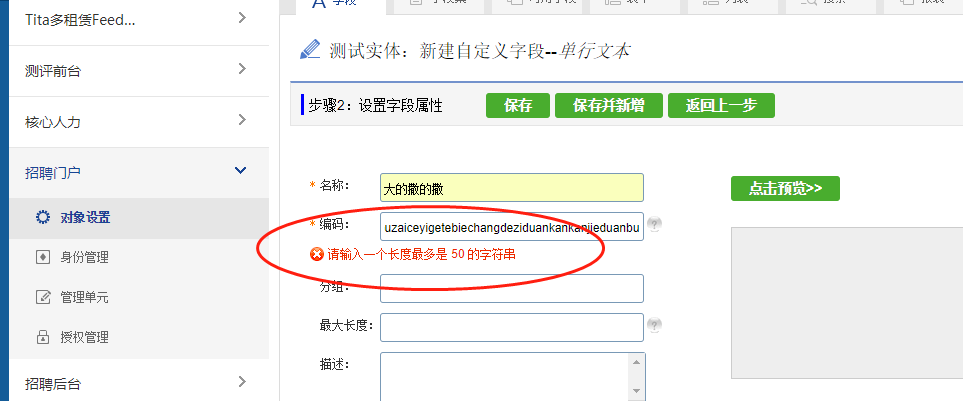 Tita多租赁Feed...
测评前台
核心人力
招聘门户
对象设置
身份管理
管理单元
授权管理
招聘后台
字段
测试实体：新建自定义字段--单行文本
步骤2：设置字段属性
保存
保存并新增
返回上一步
* 名称：
大的撒的撒
点击预览>>
* 编码：
uzaiceyigetebiechangdeziduankankanjieduanbu
请输入一个长度最多是 50 的字符串
分组：
最大长度：
描述：